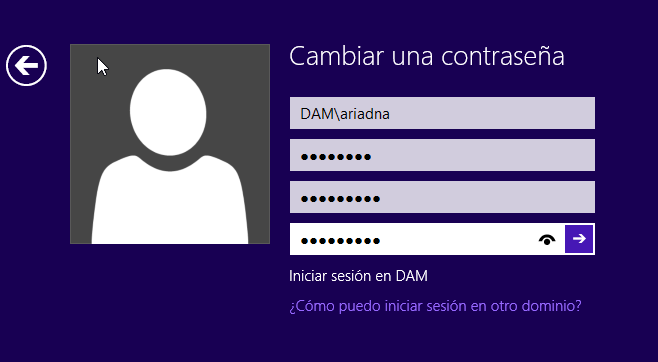 Cambiar una contraseña
DAM\ariadna
●●●●●●●●
●●●●●●●●●
●●●●●●●●●
Iniciar sesión en DAM
¿Cómo puedo iniciar sesión en otro dominio?